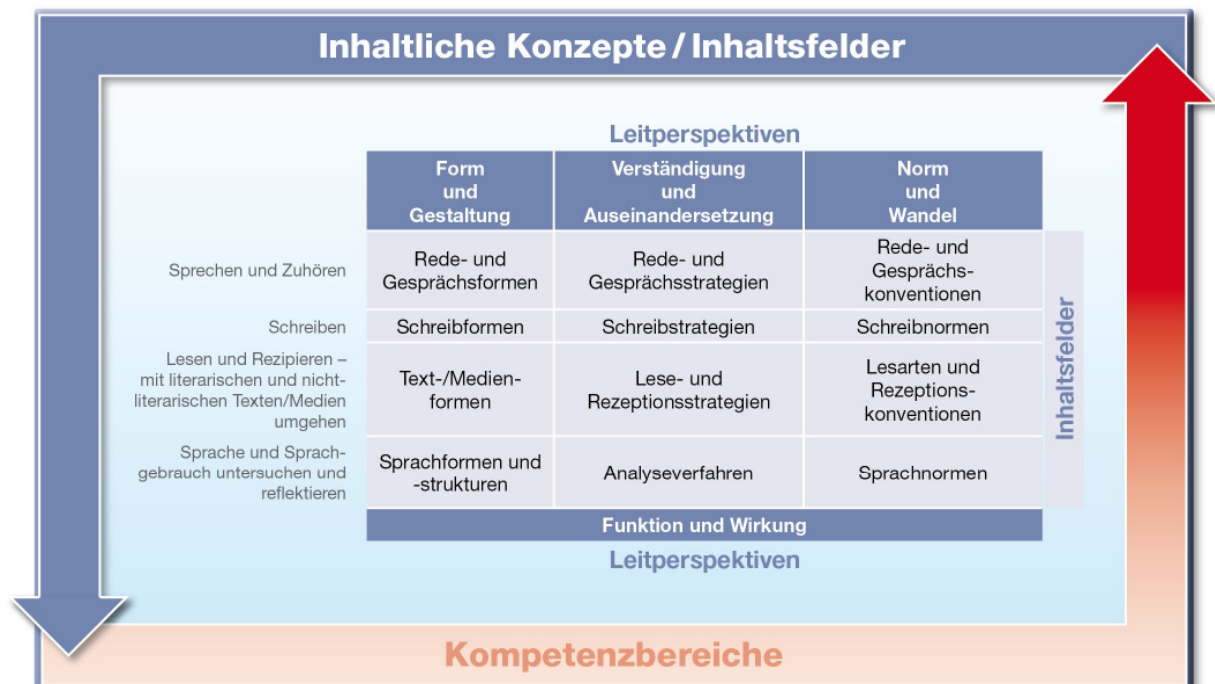 Inhaltliche Konzepte / Inhaltsfelder
Leitperspektiven
Form
und
Gestaltung
Verständigung
und
Auseinandersetzung
Norm
und
Wandel
Sprechen und Zuhören
Rede- und
Gesprächsformen
Rede- und
Gesprächsstrategien
Rede- und
Gesprächs-
konventionen
Schreiben
Schreibformen
Schreibstrategien
Schreibnormen
Lesen und Rezipieren –
mit literarischen und nicht-
literarischen Texten/Medien
umgehen
Text-/Medien-
formen
Lese- und
Rezeptionsstrategien
Lesarten und
Rezeptions-
konventionen
Sprache und Sprach-
gebrauch untersuchen und
reflektieren
Sprachformen und
-strukturen
Analyseverfahren
Sprachnormen
Inhaltsfelder
Funktion und Wirkung
Leitperspektiven
Kompetenzbereiche